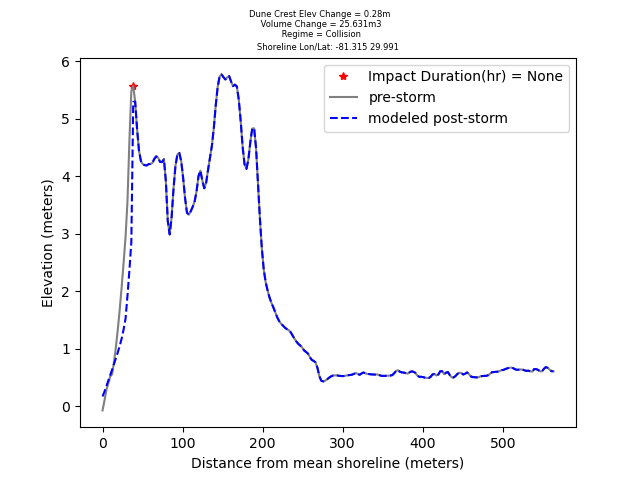 Dune Crest Elev Change = 0.28m
Volume Change = 25.631m3
Regime = Collision
Shoreline Lon/Lat: -81.315 29.991
Impact Duration(hr) = None
pre-storm
modeled post-storm
6
5
4
3
2
1
0
Elevation (meters)
0 100 200 300 400 500
Distance from mean shoreline (meters)